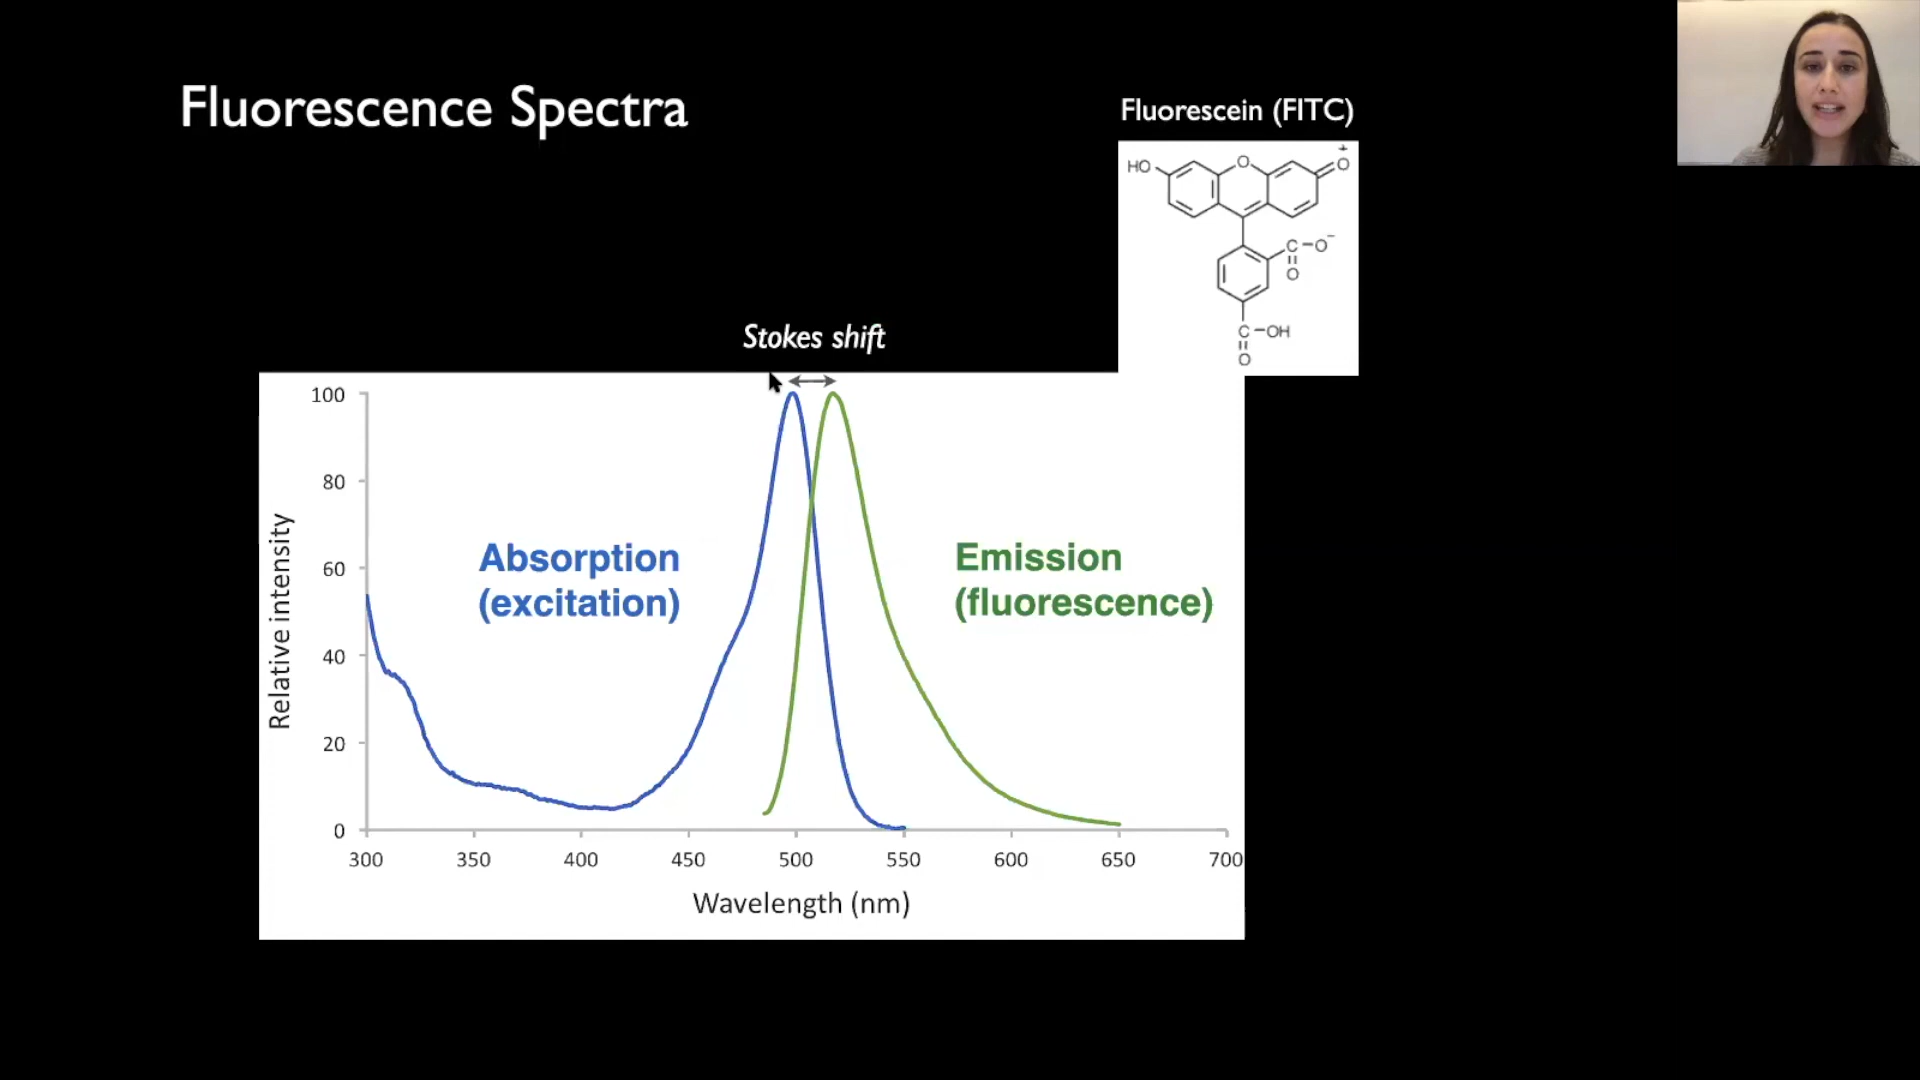 Fluorescence Spectra
Fluorescein (FITC)
HO
O
+
O
C-O⁻
O
C-OH
O
Stokes shift
100
80
60
40
20
0
Relative intensity
Absorption
(excitation)
Emission
(fluorescence)
300 350 400 450 500 550 600 650 700
Wavelength (nm)